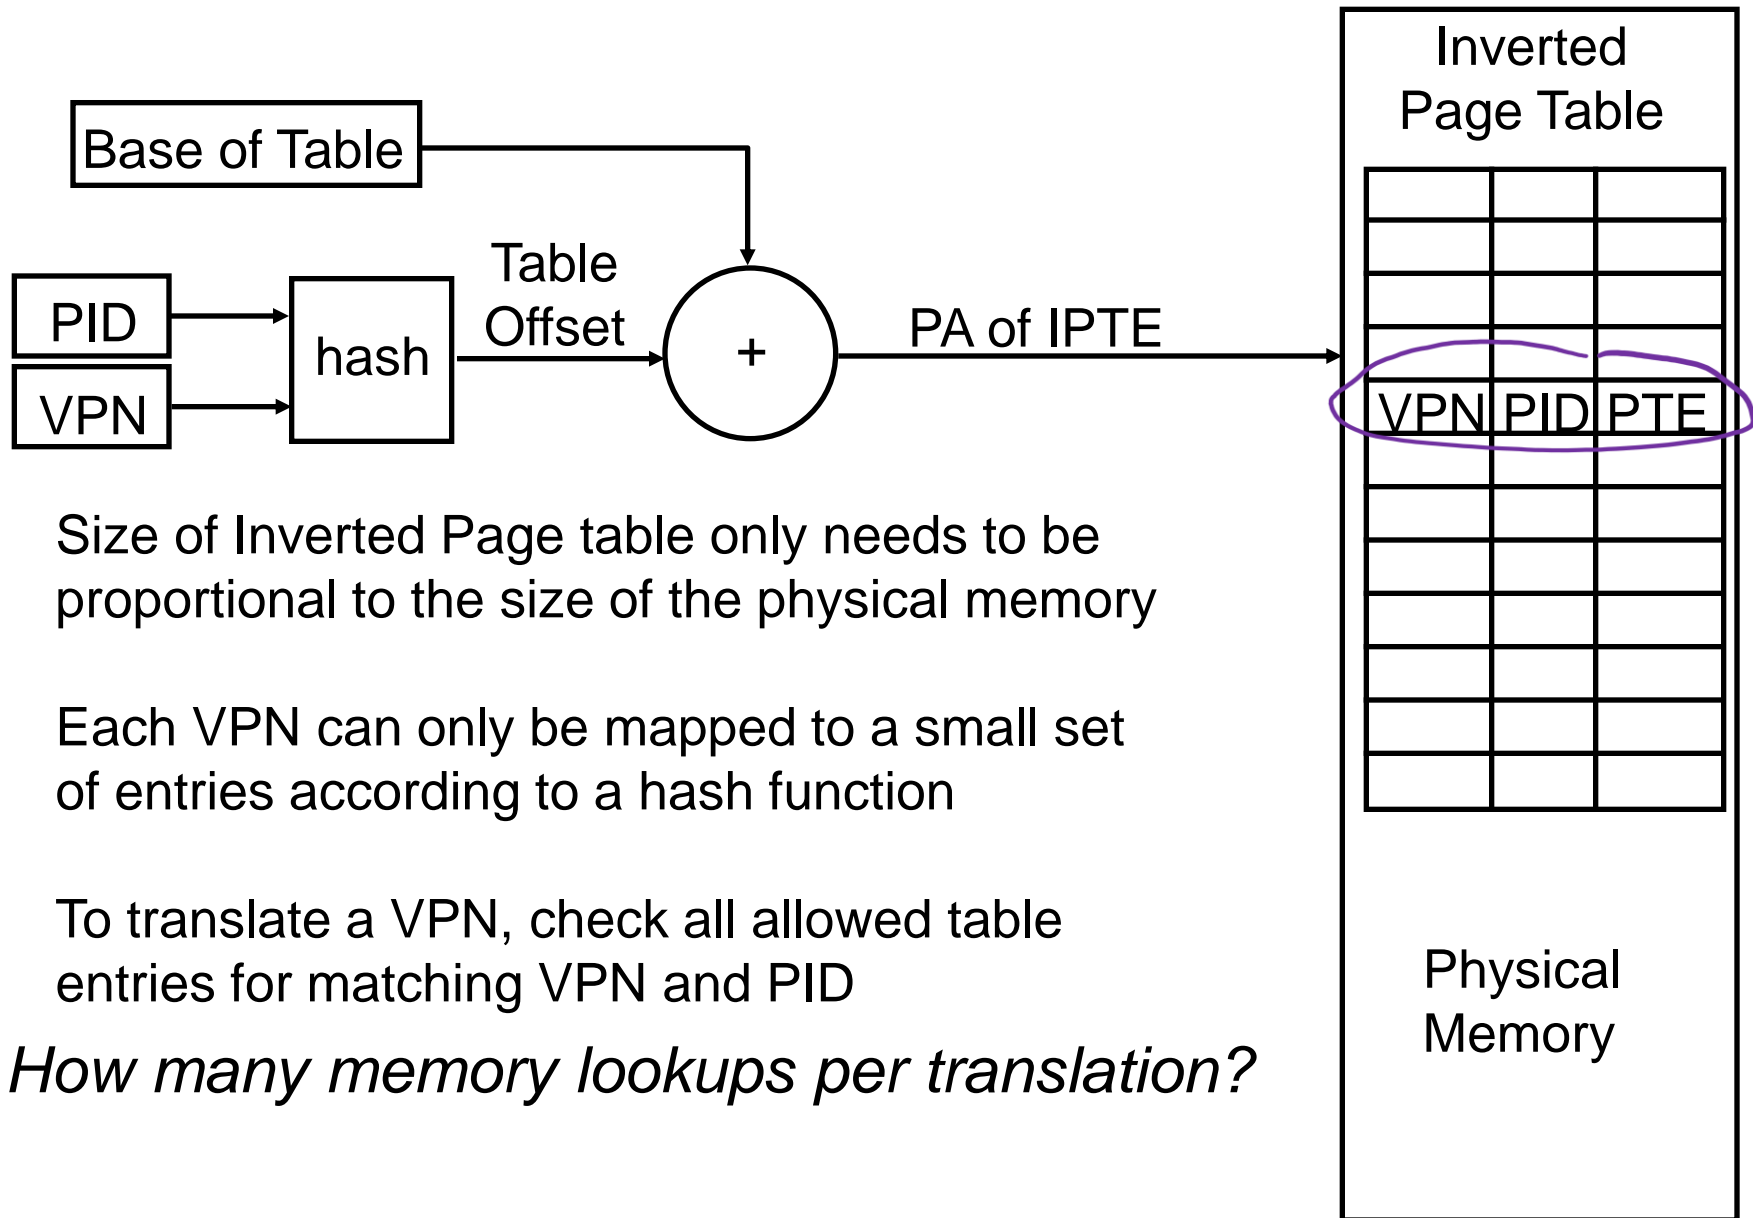 Inverted
Page Table
Base of Table
Table
Offset
PID
VPN
hash
+
PA of IPTE
VPN PID PTE
Size of Inverted Page table only needs to be
proportional to the size of the physical memory
Each VPN can only be mapped to a small set
of entries according to a hash function
To translate a VPN, check all allowed table
entries for matching VPN and PID
How many memory lookups per translation?
Physical
Memory